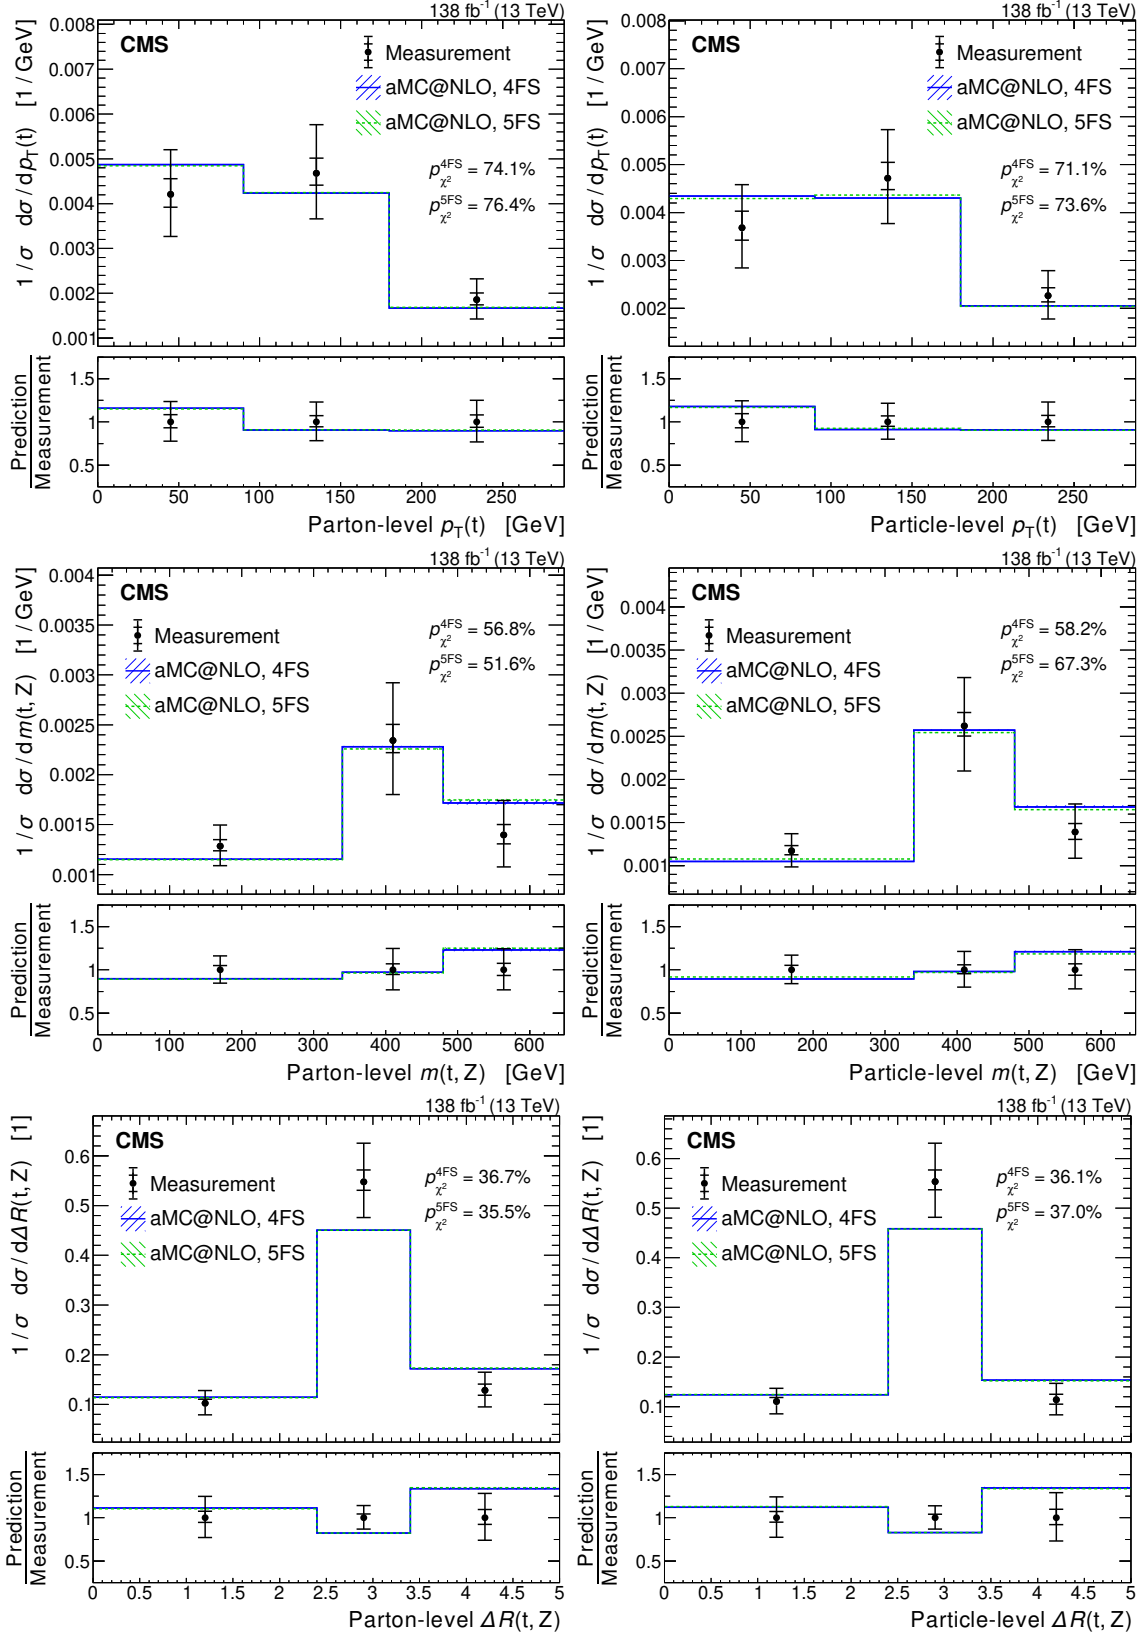 138 fb-1 (13 TeV)
CMS
Measurement
aMC@NLO, 4FS
aMC@NLO, 5FS
p4FSχ2 = 74.1%
p5FSχ2 = 76.4%
1 / σ dσ / dpT(t) [1 / GeV]
0.008
0.007
0.006
0.005
0.004
0.003
0.002
0.001
Prediction
Measurement
1.5
1
0.5
0 50 100 150 200 250
Parton-level pT(t) [GeV]
138 fb-1 (13 TeV)
CMS
Measurement
aMC@NLO, 4FS
aMC@NLO, 5FS
p4FSχ2 = 71.1%
p5FSχ2 = 73.6%
1 / σ dσ / dpT(t) [1 / GeV]
0.008
0.007
0.006
0.005
0.004
0.003
0.002
Prediction
Measurement
1.5
1
0.5
0 50 100 150 200 250
Particle-level pT(t) [GeV]
138 fb-1 (13 TeV)
CMS
Measurement
aMC@NLO, 4FS
aMC@NLO, 5FS
p4FSχ2 = 56.8%
p5FSχ2 = 51.6%
1 / σ dσ / dm(t, Z) [1 / GeV]
0.004
0.0035
0.003
0.0025
0.002
0.0015
0.001
Prediction
Measurement
1.5
1
0.5
0 100 200 300 400 500 600
Parton-level m(t, Z) [GeV]
138 fb-1 (13 TeV)
CMS
Measurement
aMC@NLO, 4FS
aMC@NLO, 5FS
p4FSχ2 = 58.2%
p5FSχ2 = 67.3%
1 / σ dσ / dm(t, Z) [1 / GeV]
0.004
0.0035
0.003
0.0025
0.002
0.0015
0.001
Prediction
Measurement
1.5
1
0.5
0 100 200 300 400 500 600
Particle-level m(t, Z) [GeV]
138 fb-1 (13 TeV)
CMS
Measurement
aMC@NLO, 4FS
aMC@NLO, 5FS
p4FSχ2 = 36.7%
p5FSχ2 = 35.5%
1 / σ dσ / dΔR(t, Z) [1]
0.6
0.5
0.4
0.3
0.2
0.1
Prediction
Measurement
1.5
1
0.5
0 0.5 1 1.5 2 2.5 3 3.5 4 4.5 5
Parton-level ΔR(t, Z)
138 fb-1 (13 TeV)
CMS
Measurement
aMC@NLO, 4FS
aMC@NLO, 5FS
p4FSχ2 = 36.1%
p5FSχ2 = 37.0%
1 / σ dσ / dΔR(t, Z) [1]
0.6
0.5
0.4
0.3
0.2
0.1
Prediction
Measurement
1.5
1
0.5
0 0.5 1 1.5 2 2.5 3 3.5 4 4.5 5
Particle-level ΔR(t, Z)